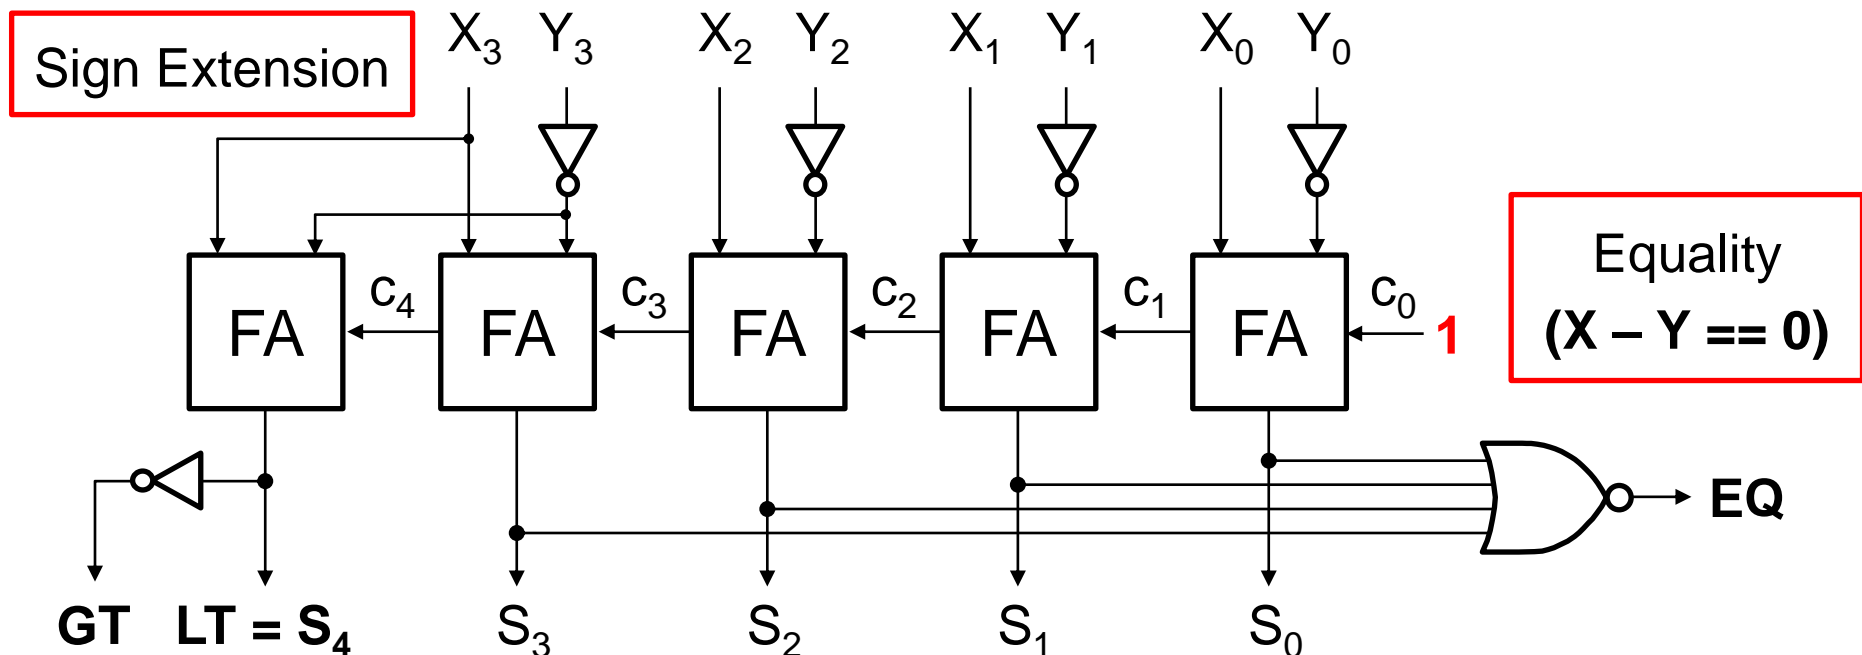 Sign Extension
X₃ Y₃ X₂ Y₂ X₁ Y₁ X₀ Y₀
Equality
(X – Y == 0)
FA c₄ FA c₃ FA c₂ FA c₁ FA c₀ 1
EQ
GT LT = S₄ S₃ S₂ S₁ S₀